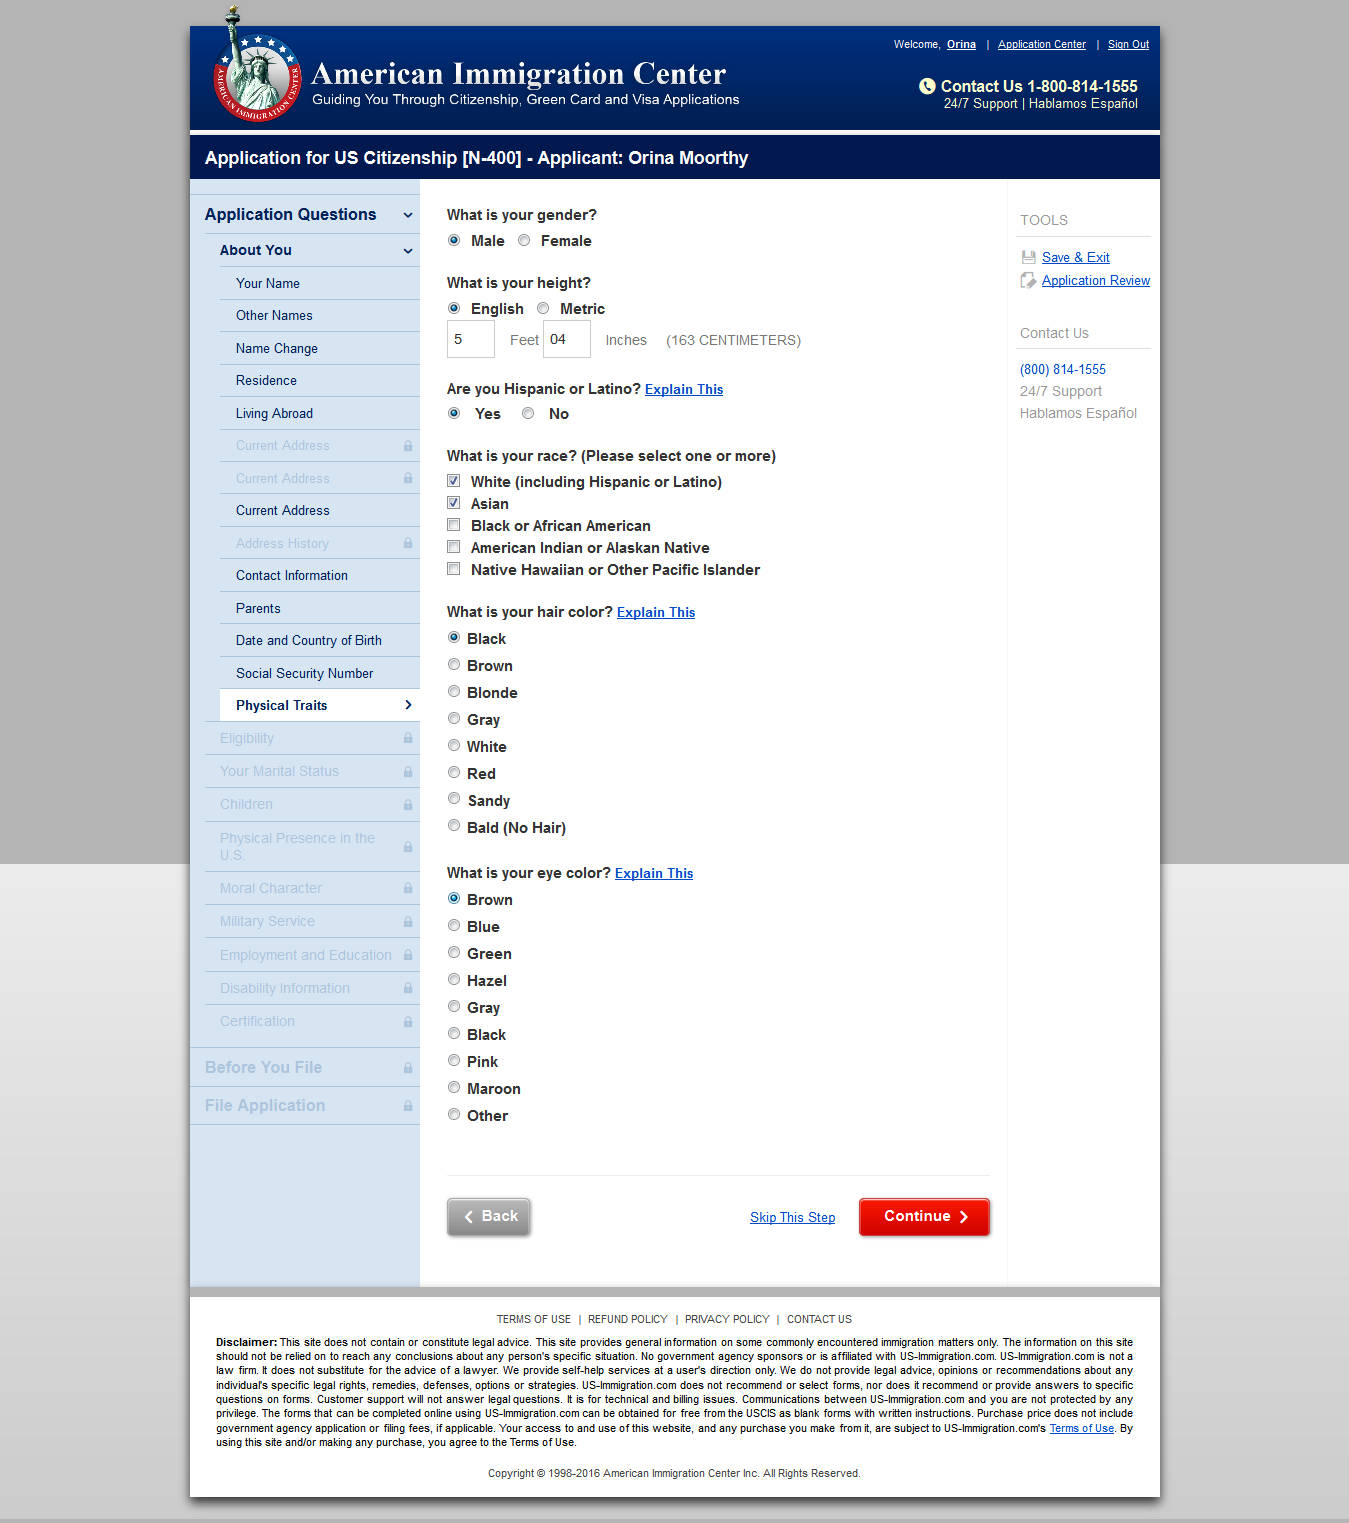 Welcome, Orina | Application Center | Sign Out
AMERICAN IMMIGRATION CENTER
American Immigration Center
Guiding You Through Citizenship, Green Card and Visa Applications
Contact Us 1-800-814-1555
24/7 Support | Hablamos Español
Application for US Citizenship [N-400] - Applicant: Orina Moorthy
Application Questions
About You
Your Name
Other Names
Name Change
Residence
Living Abroad
Current Address
Current Address
Current Address
Address History
Contact Information
Parents
Date and Country of Birth
Social Security Number
Physical Traits
Eligibility
Your Marital Status
Children
Physical Presence in the
U.S.
Moral Character
Military Service
Employment and Education
Disability Information
Certification
Before You File
File Application
What is your gender?
Male Female
What is your height?
English Metric
5 Feet 04 Inches (163 CENTIMETERS)
Are you Hispanic or Latino? Explain This
Yes No
What is your race? (Please select one or more)
White (including Hispanic or Latino)
Asian
Black or African American
American Indian or Alaskan Native
Native Hawaiian or Other Pacific Islander
What is your hair color? Explain This
Black
Brown
Blonde
Gray
White
Red
Sandy
Bald (No Hair)
What is your eye color? Explain This
Brown
Blue
Green
Hazel
Gray
Black
Pink
Maroon
Other
Back
Skip This Step
Continue
TOOLS
Save & Exit
Application Review
Contact Us
(800) 814-1555
24/7 Support
Hablamos Español
TERMS OF USE | REFUND POLICY | PRIVACY POLICY | CONTACT US
Disclaimer: This site does not contain or constitute legal advice. This site provides general information on some commonly encountered immigration matters only. The information on this site
should not be relied on to reach any conclusions about any person's specific situation. No government agency sponsors or is affiliated with US-Immigration.com. US-Immigration.com is not a
law firm. It does not substitute for the advice of a lawyer. We provide self-help services at a user's direction only. We do not provide legal advice, opinions or recommendations about any
individual's specific legal rights, remedies, defenses, options or strategies. US-Immigration.com does not recommend or select forms, nor does it recommend or provide answers to specific
questions on forms. Customer support will not answer legal questions. It is for technical and billing issues. Communications between US-Immigration.com and you are not protected by any
privilege. The forms that can be completed online using US-Immigration.com can be obtained for free from the USCIS as blank forms with written instructions. Purchase price does not include
government agency application or filing fees, if applicable. Your access to and use of this website, and any purchase you make from it, are subject to US-Immigration.com's Terms of Use. By
using this site and/or making any purchase, you agree to the Terms of Use.
Copyright © 1998-2016 American Immigration Center Inc. All Rights Reserved.